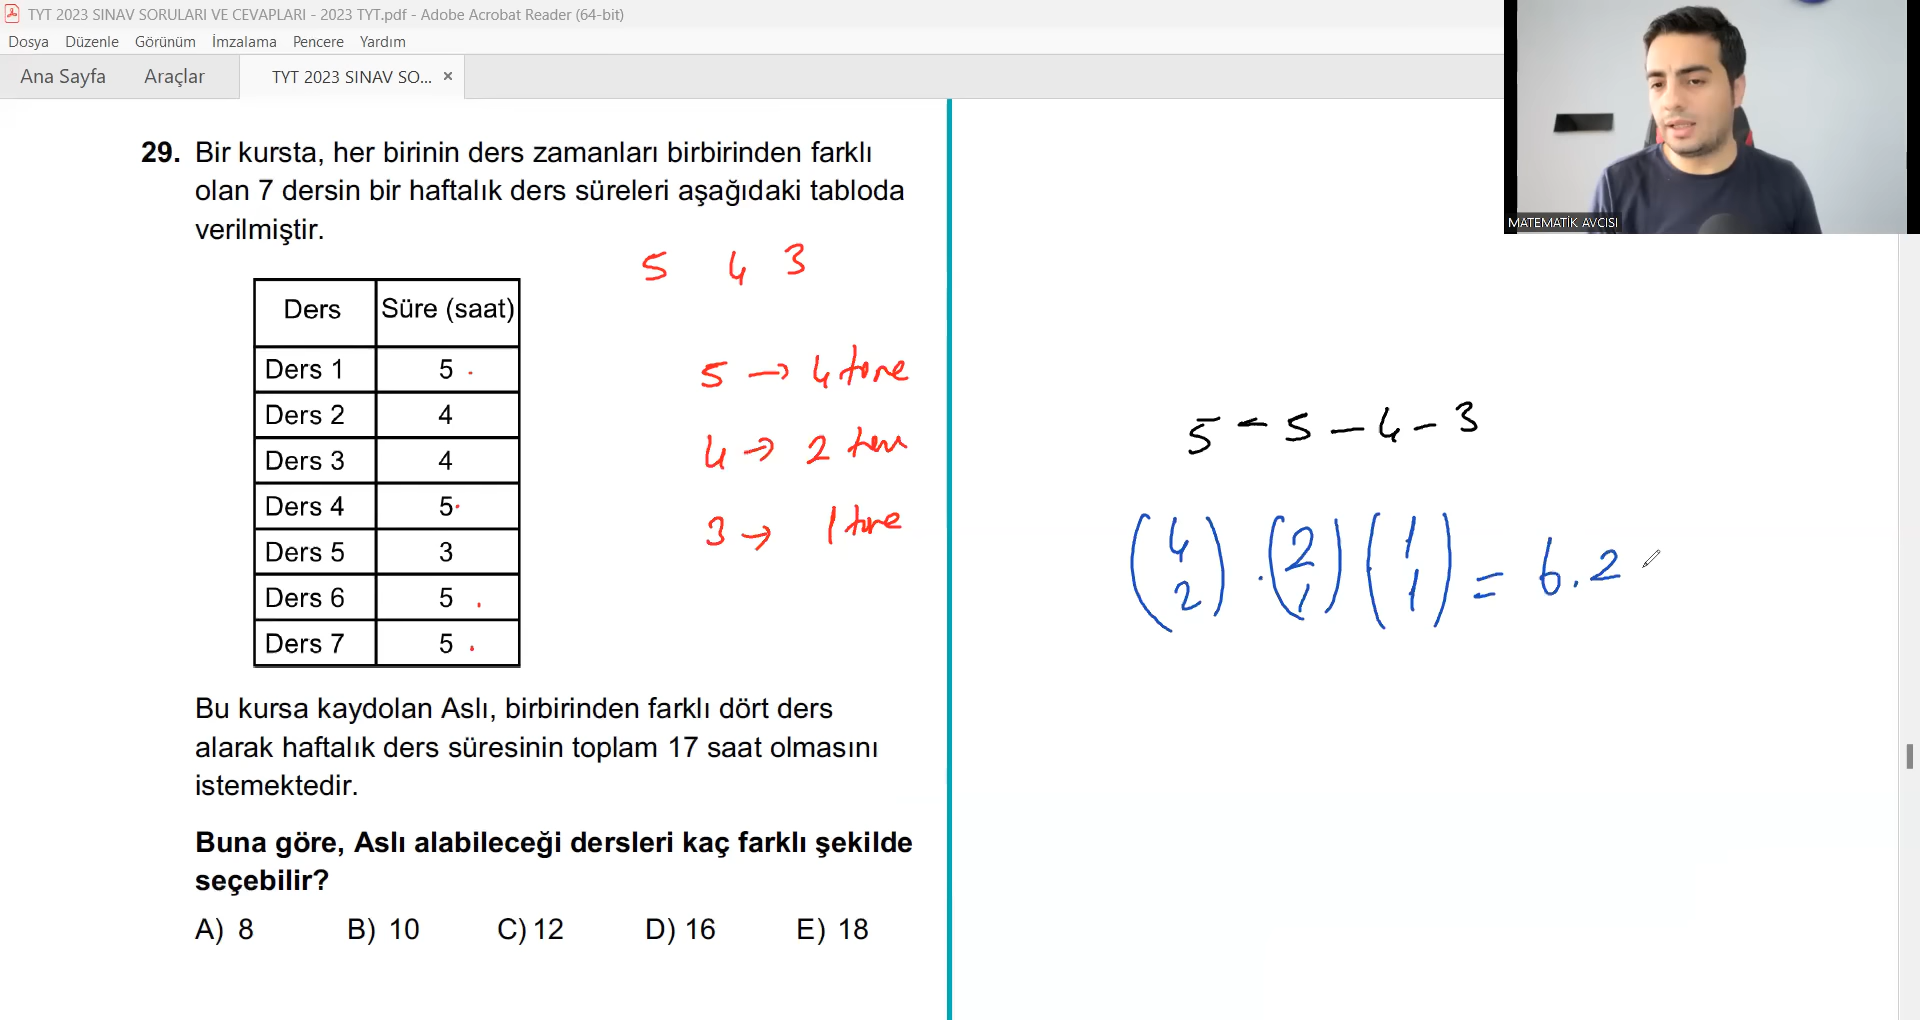 TYT 2023 SINAV SORULARI VE CEVAPLARI - 2023 TYT.pdf - Adobe Acrobat Reader (64-bit)
Dosya Düzenle Görünüm İmzalama Pencere Yardım
Ana Sayfa Araçlar TYT 2023 SINAV SO... ×
MATEMATİK AVCISI
29. Bir kursta, her birinin ders zamanları birbirinden farklı
olan 7 dersin bir haftalık ders süreleri aşağıdaki tabloda
verilmiştir.
5 4 3
Ders Süre (saat)
Ders 1 5
Ders 2 4
Ders 3 4
Ders 4 5
Ders 5 3
Ders 6 5
Ders 7 5
5 → 4 tane
4 → 2 tane
3 → 1 tane
Bu kursa kaydolan Aslı, birbirinden farklı dört ders
alarak haftalık ders süresinin toplam 17 saat olmasını
istemektedir.
Buna göre, Aslı alabileceği dersleri kaç farklı şekilde
seçebilir?
A) 8 B) 10 C) 12 D) 16 E) 18
5 - 5 - 4 - 3
(4 2) . (2 1) (1 1) = 6.2